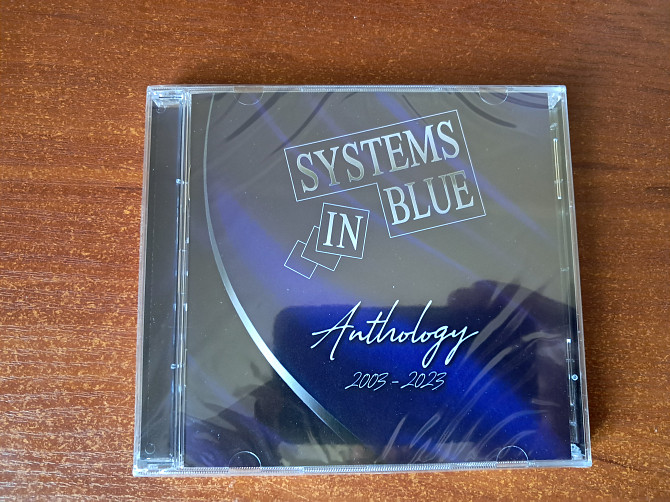 SYSTEMS
IN BLUE
Anthology
2003 - 2023